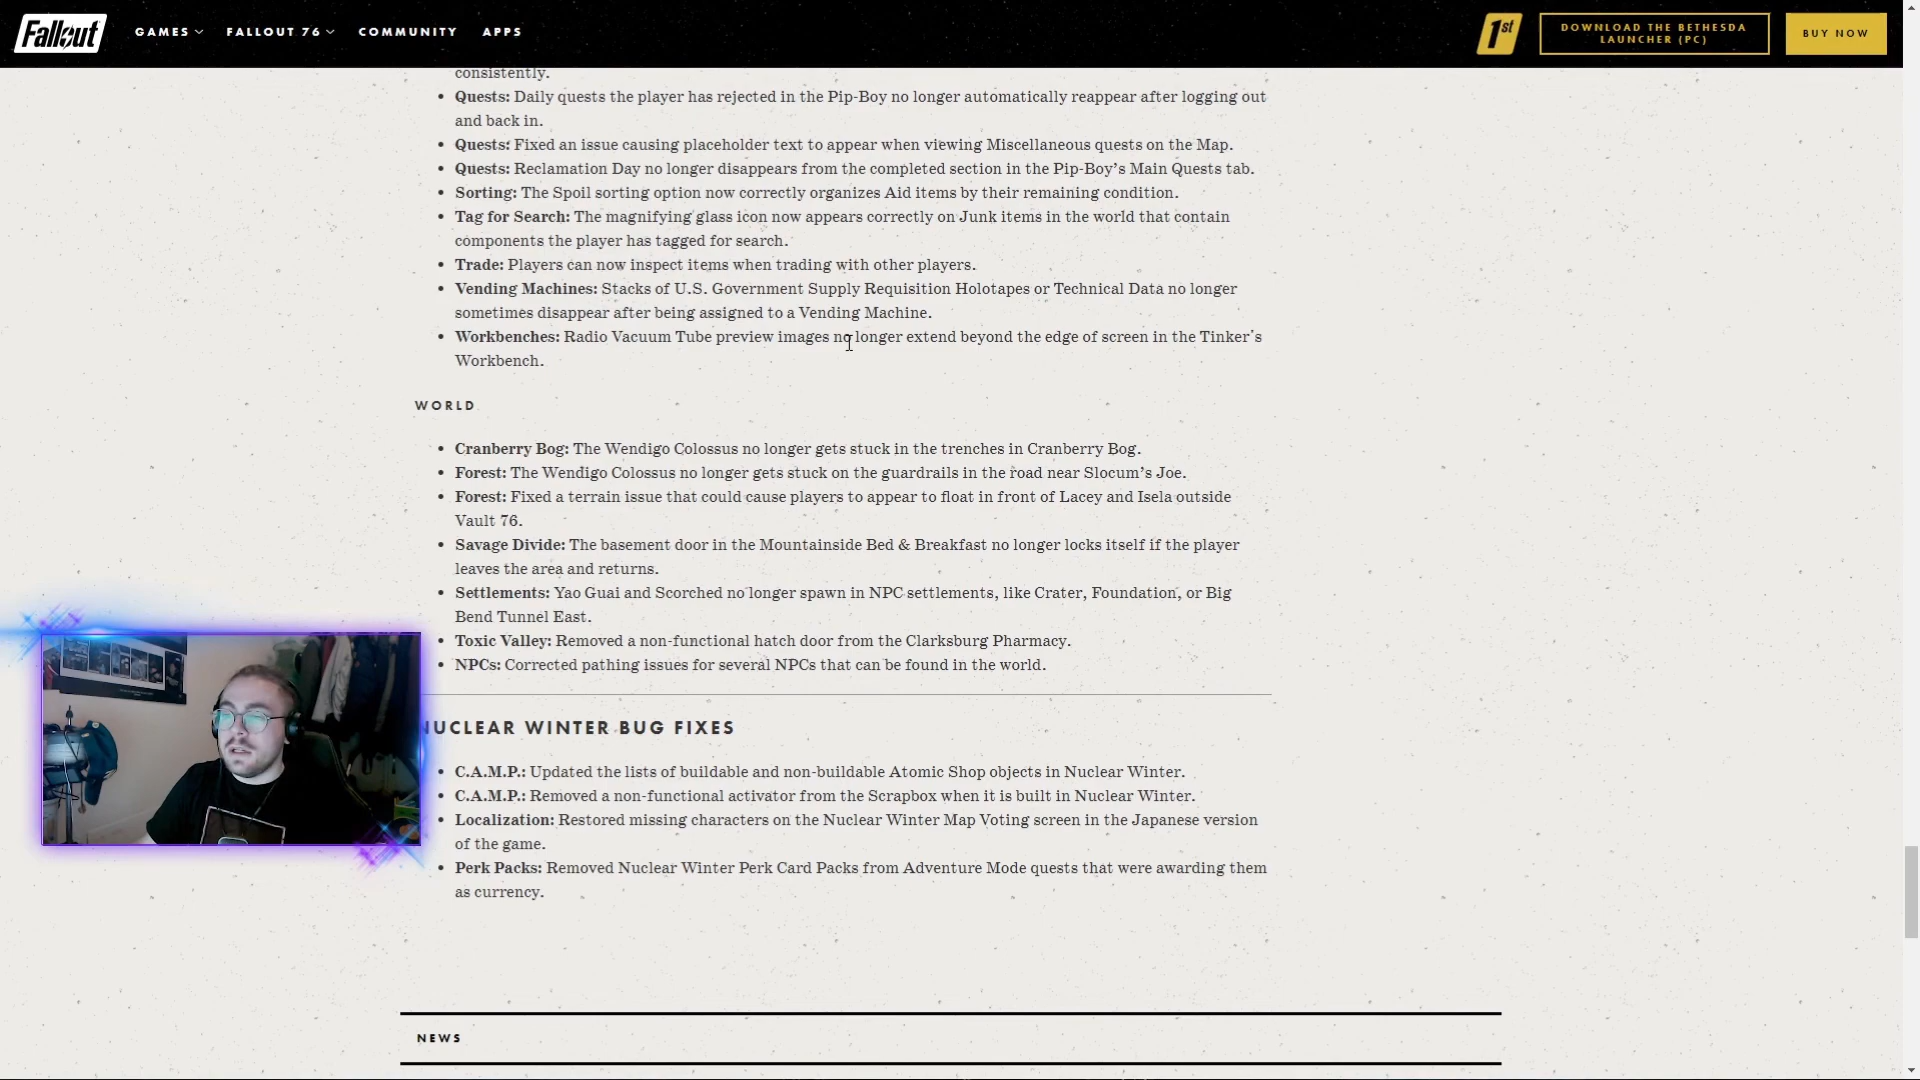 Fallout
GAMES
FALLOUT 76
COMMUNITY
APPS
1st
DOWNLOAD THE BETHESDA
LAUNCHER (PC)
BUY NOW
consistently.
• Quests: Daily quests the player has rejected in the Pip-Boy no longer automatically reappear after logging out
and back in.
• Quests: Fixed an issue causing placeholder text to appear when viewing Miscellaneous quests on the Map.
• Quests: Reclamation Day no longer disappears from the completed section in the Pip-Boy’s Main Quests tab.
• Sorting: The Spoil sorting option now correctly organizes Aid items by their remaining condition.
• Tag for Search: The magnifying glass icon now appears correctly on Junk items in the world that contain
components the player has tagged for search.
• Trade: Players can now inspect items when trading with other players.
• Vending Machines: Stacks of U.S. Government Supply Requisition Holotapes or Technical Data no longer
sometimes disappear after being assigned to a Vending Machine.
• Workbenches: Radio Vacuum Tube preview images no longer extend beyond the edge of screen in the Tinker's
Workbench.
WORLD
• Cranberry Bog: The Wendigo Colossus no longer gets stuck in the trenches in Cranberry Bog.
• Forest: The Wendigo Colossus no longer gets stuck on the guardrails in the road near Slocum’s Joe.
• Forest: Fixed a terrain issue that could cause players to appear to float in front of Lacey and Isela outside
Vault 76.
• Savage Divide: The basement door in the Mountainside Bed & Breakfast no longer locks itself if the player
leaves the area and returns.
• Settlements: Yao Guai and Scorched no longer spawn in NPC settlements, like Crater, Foundation, or Big
Bend Tunnel East.
• Toxic Valley: Removed a non-functional hatch door from the Clarksburg Pharmacy.
• NPCs: Corrected pathing issues for several NPCs that can be found in the world.
NUCLEAR WINTER BUG FIXES
• C.A.M.P.: Updated the lists of buildable and non-buildable Atomic Shop objects in Nuclear Winter.
• C.A.M.P.: Removed a non-functional activator from the Scrapbox when it is built in Nuclear Winter.
• Localization: Restored missing characters on the Nuclear Winter Map Voting screen in the Japanese version
of the game.
• Perk Packs: Removed Nuclear Winter Perk Card Packs from Adventure Mode quests that were awarding them
as currency.
NEWS